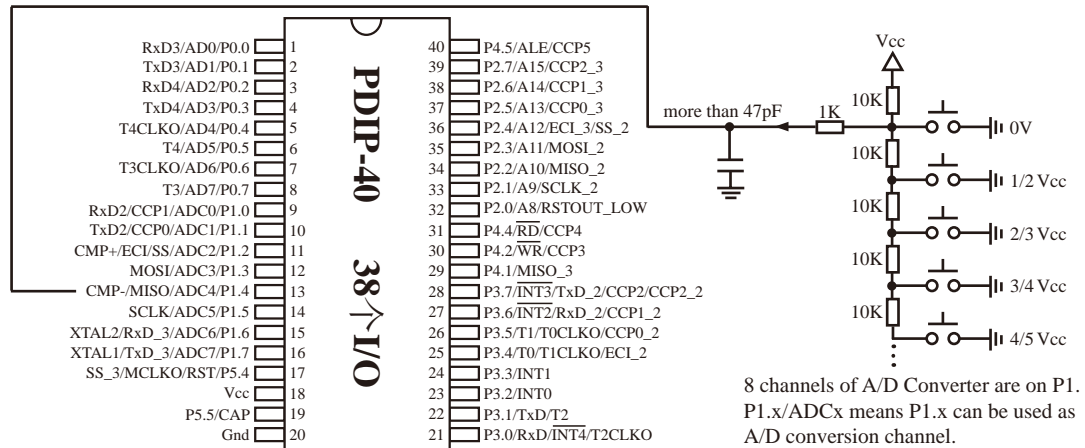 RxD3/AD0/P0.0 1
TxD3/AD1/P0.1 2
RxD4/AD2/P0.2 3
TxD4/AD3/P0.3 4
T4CLKO/AD4/P0.4 5
T4/AD5/P0.5 6
T3CLKO/AD6/P0.6 7
T3/AD7/P0.7 8
RxD2/CCP1/ADC0/P1.0 9
TxD2/CCP0/ADC1/P1.1 10
CMP+/ECI/SS/ADC2/P1.2 11
MOSI/ADC3/P1.3 12
CMP-/MISO/ADC4/P1.4 13
SCLK/ADC5/P1.5 14
XTAL2/RxD_3/ADC6/P1.6 15
XTAL1/TxD_3/ADC7/P1.7 16
SS_3/MCLKO/RST/P5.4 17
Vcc 18
P5.5/CAP 19
Gnd 20
PDIP-40 38个I/O
40 P4.5/ALE/CCP5
39 P2.7/A15/CCP2_3
38 P2.6/A14/CCP1_3
37 P2.5/A13/CCP0_3
36 P2.4/A12/ECI_3/SS_2
35 P2.3/A11/MOSI_2
34 P2.2/A10/MISO_2
33 P2.1/A9/SCLK_2
32 P2.0/A8/RSTOUT_LOW
31 P4.4/RD/CCP4
30 P4.2/WR/CCP3
29 P4.1/MISO_3
28 P3.7/INT3/TxD_2/CCP2/CCP2_2
27 P3.6/INT2/RxD_2/CCP1_2
26 P3.5/T1/T0CLKO/CCP0_2
25 P3.4/T0/T1CLKO/ECI_2
24 P3.3/INT1
23 P3.2/INT0
22 P3.1/TxD/T2
21 P3.0/RxD/INT4/T2CLKO
more than 47pF
1K
Vcc
10K
0V
10K
1/2 Vcc
10K
2/3 Vcc
10K
3/4 Vcc
10K
4/5 Vcc
8 channels of A/D Converter are on P1.
P1.x/ADCx means P1.x can be used as
A/D conversion channel.